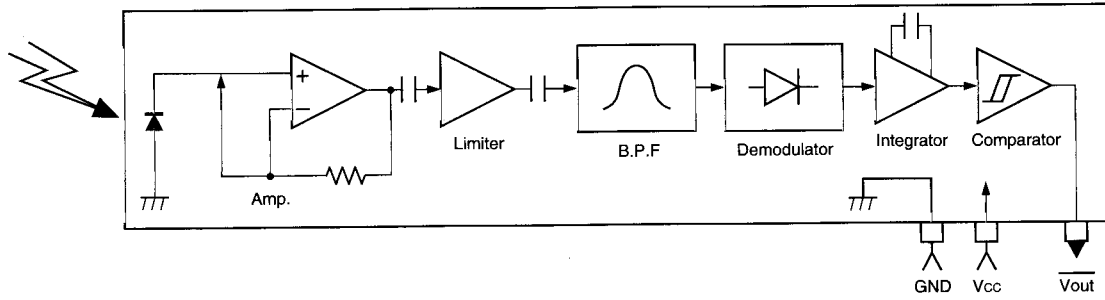 +
−
Amp.
Limiter
B.P.F
Demodulator
Integrator
Comparator
GND
Vcc
Vout